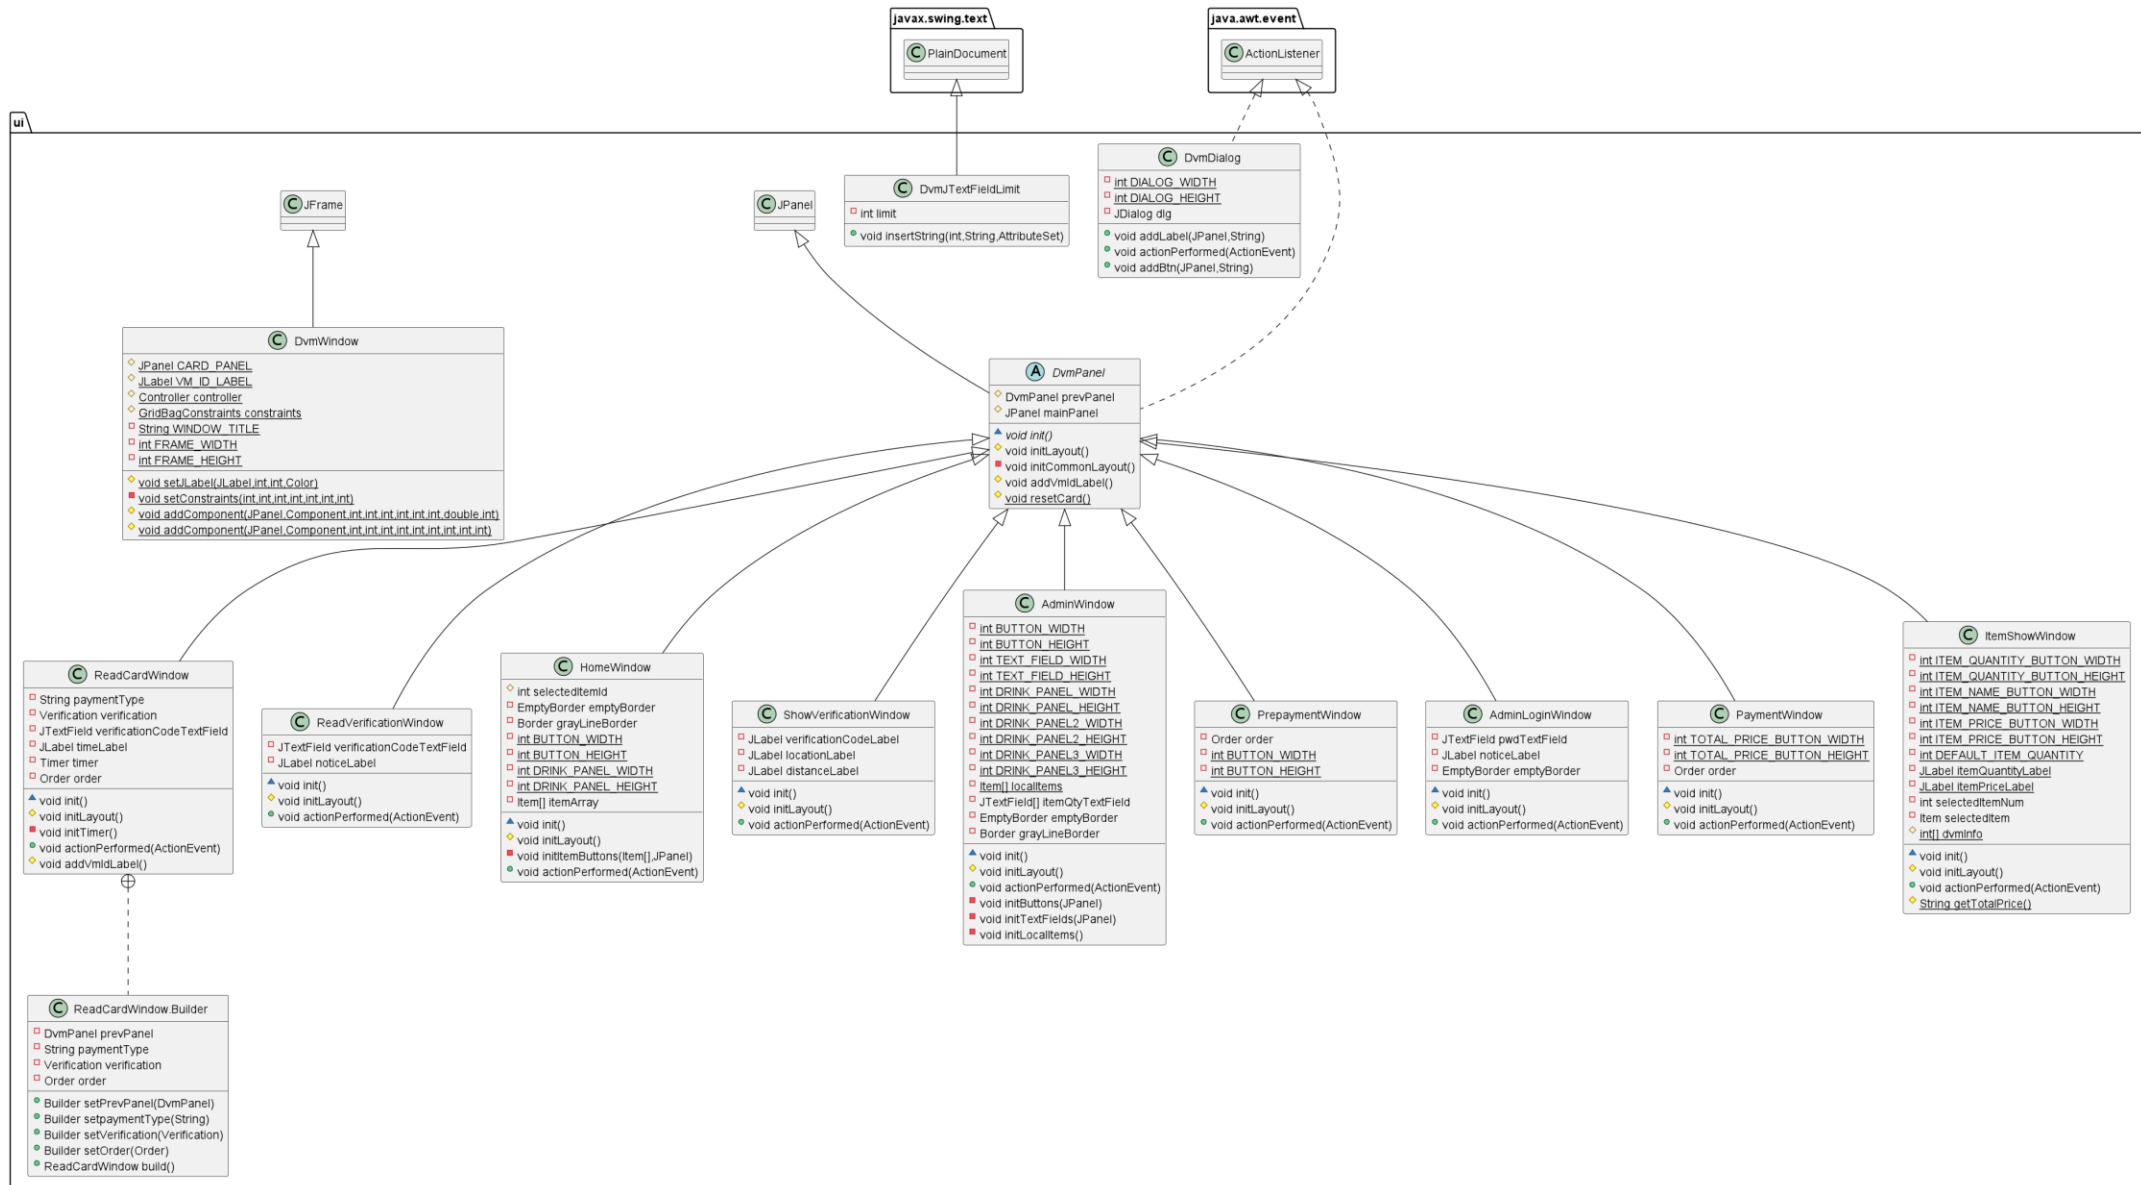 javax.swing.text
C PlainDocument
java.awt.event
C ActionListener
ui
C JFrame
C JPanel
C DvmJTextFieldLimit
int limit
void insertString(int,String,AttributeSet)
C DvmDialog
int DIALOG_WIDTH
int DIALOG_HEIGHT
JDialog dlg
void addLabel(JPanel,String)
void actionPerformed(ActionEvent)
void addBtn(JPanel,String)
C DvmWindow
JPanel CARD_PANEL
JLabel VM_ID_LABEL
Controller controller
GridBagConstraints constraints
String WINDOW_TITLE
int FRAME_WIDTH
int FRAME_HEIGHT
void setJLabel(JLabel,int,int,Color)
void setConstraints(int,int,int,int,int,int,int)
void addComponent(JPanel,Component,int,int,int,int,int,int,double,int)
void addComponent(JPanel,Component,int,int,int,int,int,int,int,int,int)
A DvmPanel
DvmPanel prevPanel
JPanel mainPanel
void init()
void initLayout()
void initCommonLayout()
void addVmIdLabel()
void resetCard()
C ReadCardWindow
String paymentType
Verification verification
JTextField verificationCodeTextField
JLabel timeLabel
Timer timer
Order order
void init()
void initLayout()
void initTimer()
void actionPerformed(ActionEvent)
void addVmIdLabel()
C ReadVerificationWindow
JTextField verificationCodeTextField
JLabel noticeLabel
void init()
void initLayout()
void actionPerformed(ActionEvent)
C HomeWindow
int selectedItemId
EmptyBorder emptyBorder
Border grayLineBorder
int BUTTON_WIDTH
int BUTTON_HEIGHT
int DRINK_PANEL_WIDTH
int DRINK_PANEL_HEIGHT
Item[] itemArray
void init()
void initLayout()
void initItemButtons(Item[],JPanel)
void actionPerformed(ActionEvent)
C ShowVerificationWindow
JLabel verificationCodeLabel
JLabel locationLabel
JLabel distanceLabel
void init()
void initLayout()
void actionPerformed(ActionEvent)
C AdminWindow
int BUTTON_WIDTH
int BUTTON_HEIGHT
int TEXT_FIELD_WIDTH
int TEXT_FIELD_HEIGHT
int DRINK_PANEL_WIDTH
int DRINK_PANEL_HEIGHT
int DRINK_PANEL2_WIDTH
int DRINK_PANEL2_HEIGHT
int DRINK_PANEL3_WIDTH
int DRINK_PANEL3_HEIGHT
Item[] localItems
JTextField[] itemQtyTextField
EmptyBorder emptyBorder
Border grayLineBorder
void init()
void initLayout()
void actionPerformed(ActionEvent)
void initButtons(JPanel)
void initTextFields(JPanel)
void initLocalItems()
C PrepaymentWindow
Order order
int BUTTON_WIDTH
int BUTTON_HEIGHT
void init()
void initLayout()
void actionPerformed(ActionEvent)
C AdminLoginWindow
JTextField pwdTextField
JLabel noticeLabel
EmptyBorder emptyBorder
void init()
void initLayout()
void actionPerformed(ActionEvent)
C PaymentWindow
int TOTAL_PRICE_BUTTON_WIDTH
int TOTAL_PRICE_BUTTON_HEIGHT
Order order
void init()
void initLayout()
void actionPerformed(ActionEvent)
C ItemShowWindow
int ITEM_QUANTITY_BUTTON_WIDTH
int ITEM_QUANTITY_BUTTON_HEIGHT
int ITEM_NAME_BUTTON_WIDTH
int ITEM_NAME_BUTTON_HEIGHT
int ITEM_PRICE_BUTTON_WIDTH
int ITEM_PRICE_BUTTON_HEIGHT
int DEFAULT_ITEM_QUANTITY
JLabel itemQuantityLabel
JLabel itemPriceLabel
int selectedItemNum
Item selectedItem
int[] dvmInfo
void init()
void initLayout()
void actionPerformed(ActionEvent)
String getTotalPrice()
C ReadCardWindow.Builder
DvmPanel prevPanel
String paymentType
Verification verification
Order order
Builder setPrevPanel(DvmPanel)
Builder setpaymentType(String)
Builder setVerification(Verification)
Builder setOrder(Order)
ReadCardWindow build()